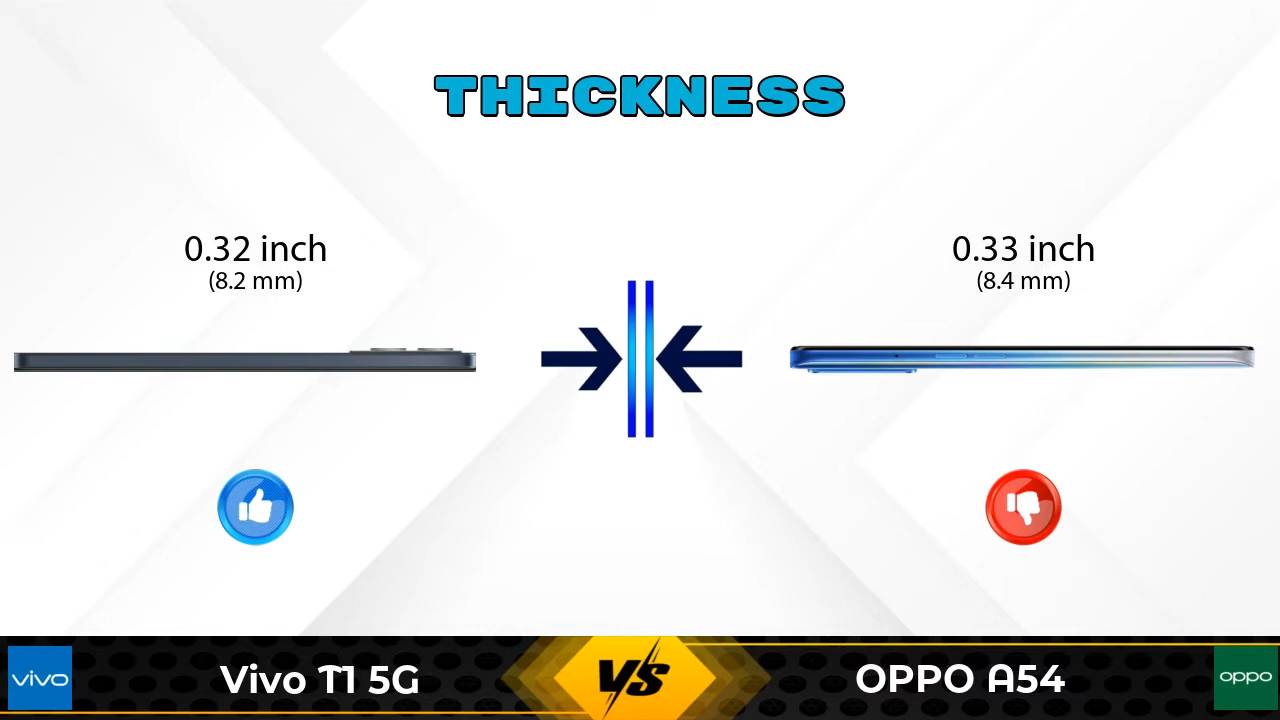 THICKNESS
0.32 inch
(8.2 mm)
0.33 inch
(8.4 mm)
vivo
Vivo T1 5G
VS
OPPO A54
oppo